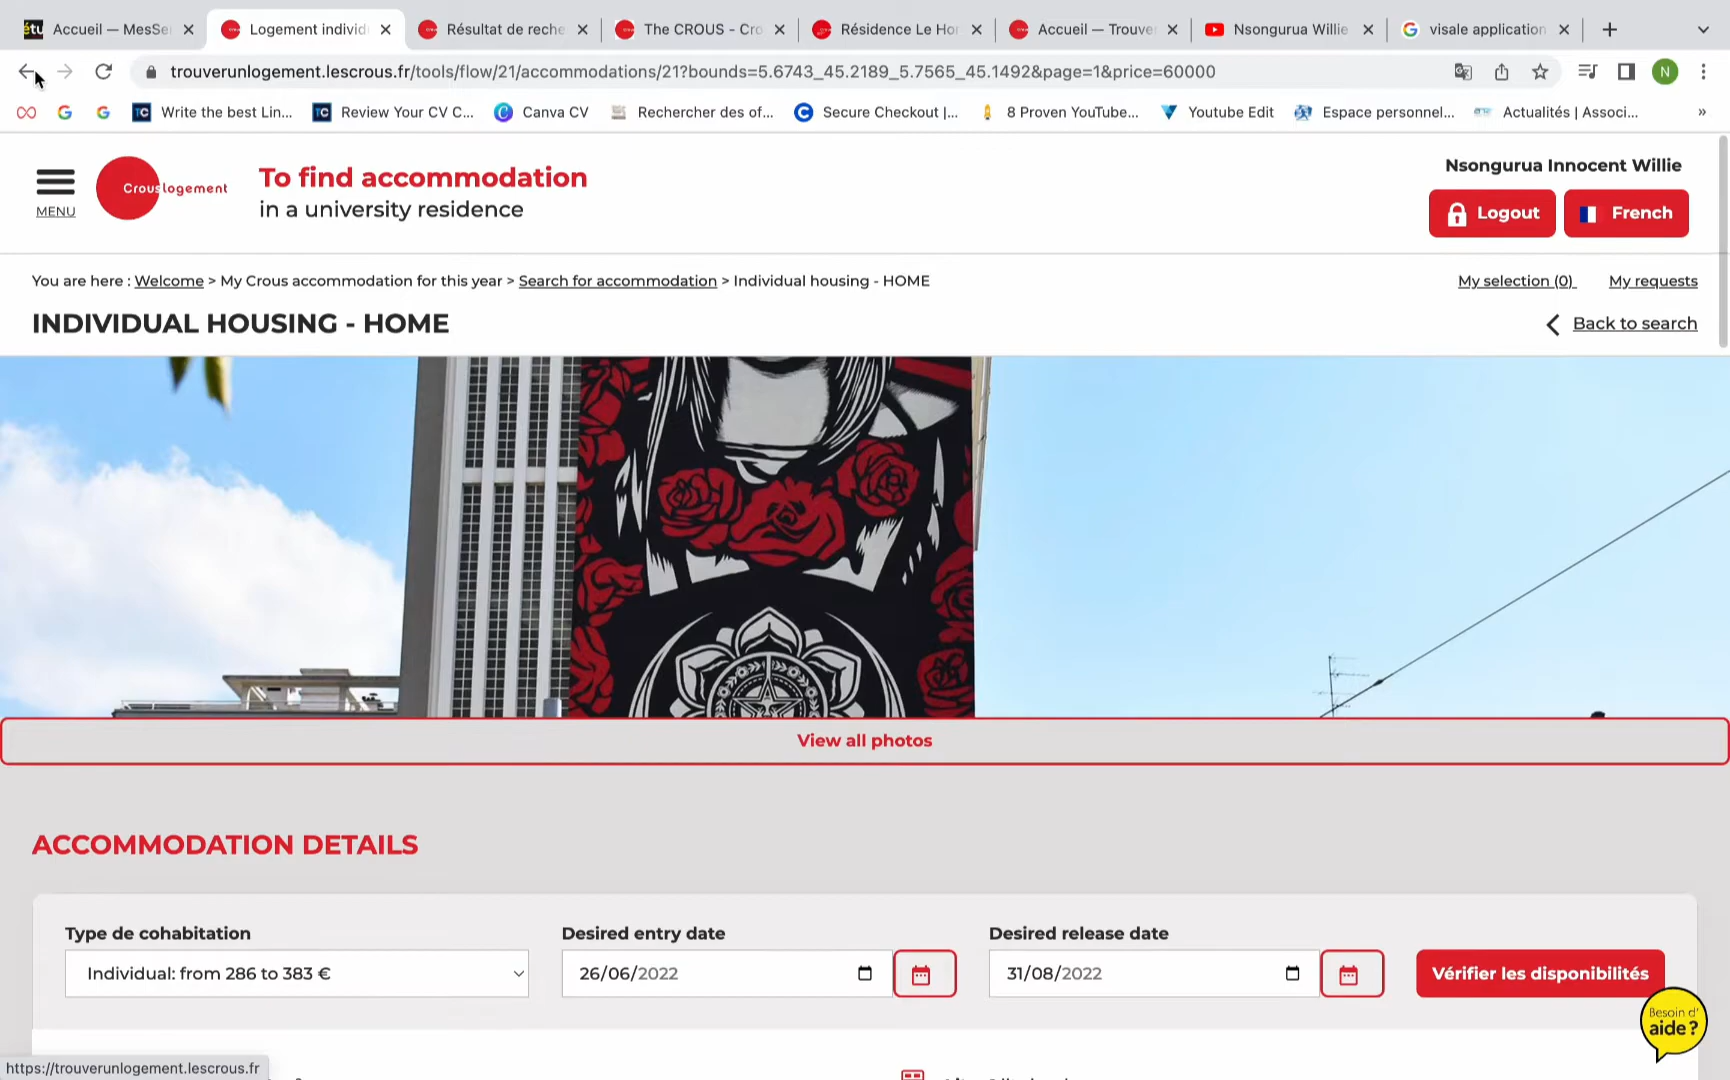 étu Accueil — MesSe
Logement individ
Résultat de reche
The CROUS - Cro
Résidence Le Hor
Accueil — Trouve
Nsongurua Willie
visale application
trouverunlogement.lescrous.fr/tools/flow/21/accommodations/21?bounds=5.6743_45.2189_5.7565_45.1492&page=1&price=60000
N
TC Write the best Lin...
TC Review Your CV C...
Canva CV
Rechercher des of...
Secure Checkout |...
8 Proven YouTube...
Youtube Edit
Espace personnel...
Actualités | Associ...
»
MENU
Crouslogement
To find accommodation
in a university residence
Nsongurua Innocent Willie
Logout
French
You are here : Welcome > My Crous accommodation for this year > Search for accommodation > Individual housing - HOME
My selection (0)
My requests
INDIVIDUAL HOUSING - HOME
Back to search
View all photos
ACCOMMODATION DETAILS
Type de cohabitation
Desired entry date
Desired release date
Individual: from 286 to 383 €
26/06/2022
31/08/2022
Vérifier les disponibilités
Besoin d'
aide ?
https://trouverunlogement.lescrous.fr